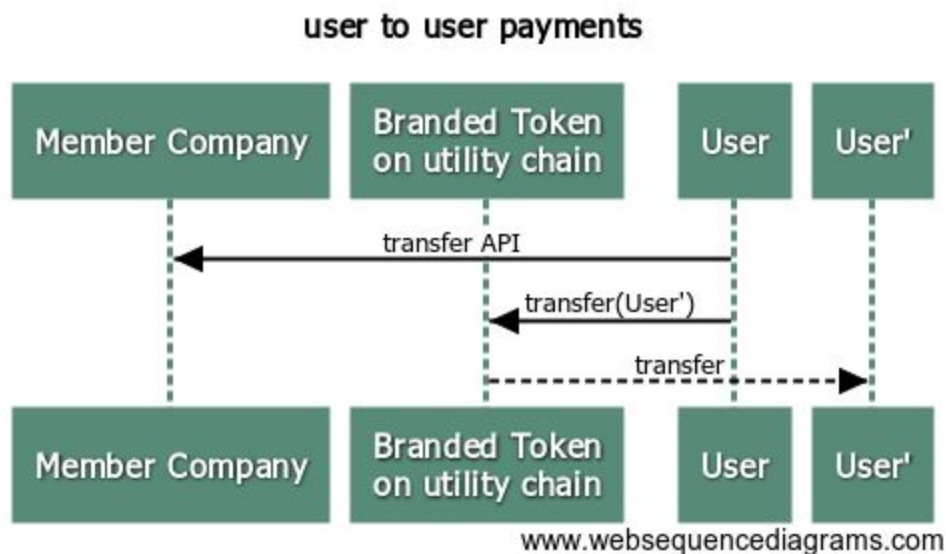 user to user payments
Member Company
Branded Token
on utility chain
User
User'
transfer API
transfer(User')
transfer
Member Company
Branded Token
on utility chain
User
User'
www.websequencediagrams.com